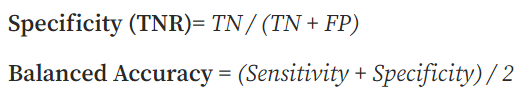 Specificity (TNR)= TN / (TN + FP)
Balanced Accuracy = (Sensitivity + Specificity) / 2